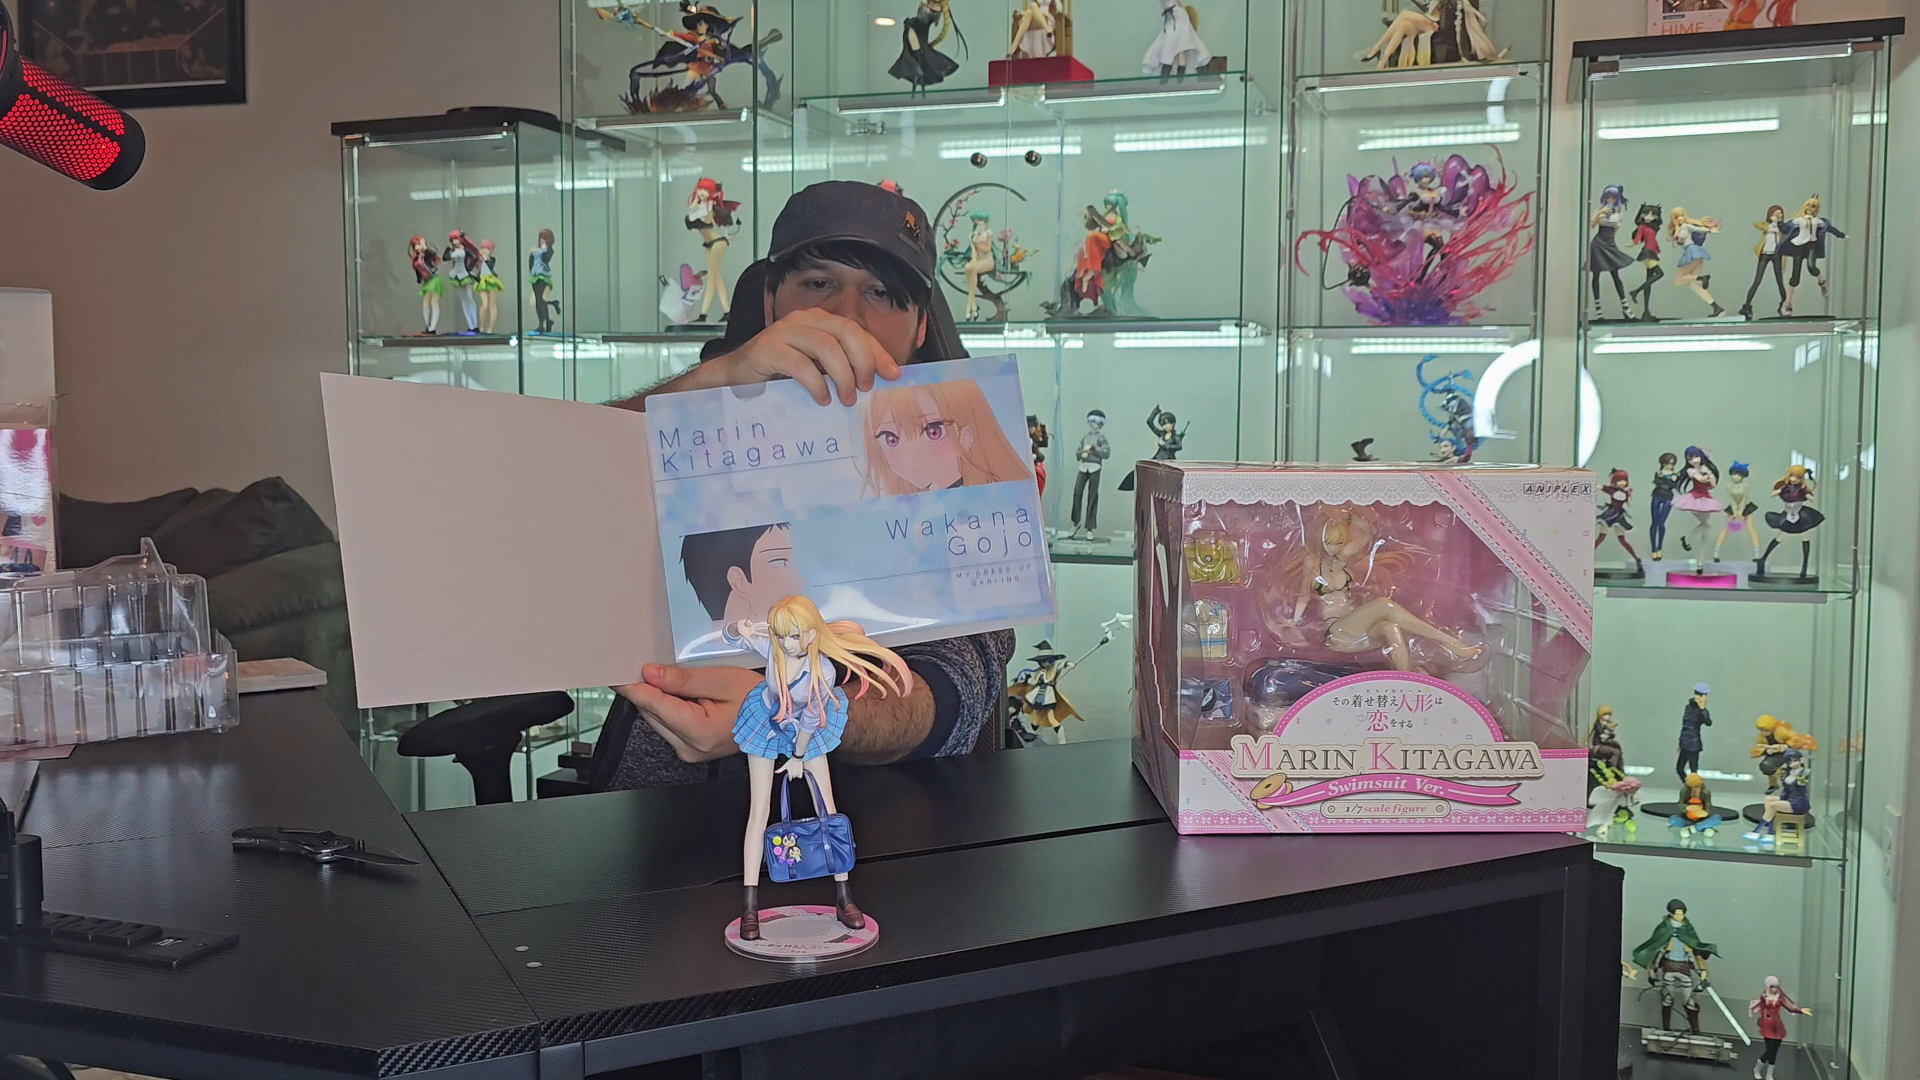 HIME
Marin
Kitagawa
Wakana
Gojo
MY DRESS-UP
DARLING
ANIPLEX
その着せ替え人形は
恋をする
MARIN KITAGAWA
Swimsuit Ver.
1/7 scale figure